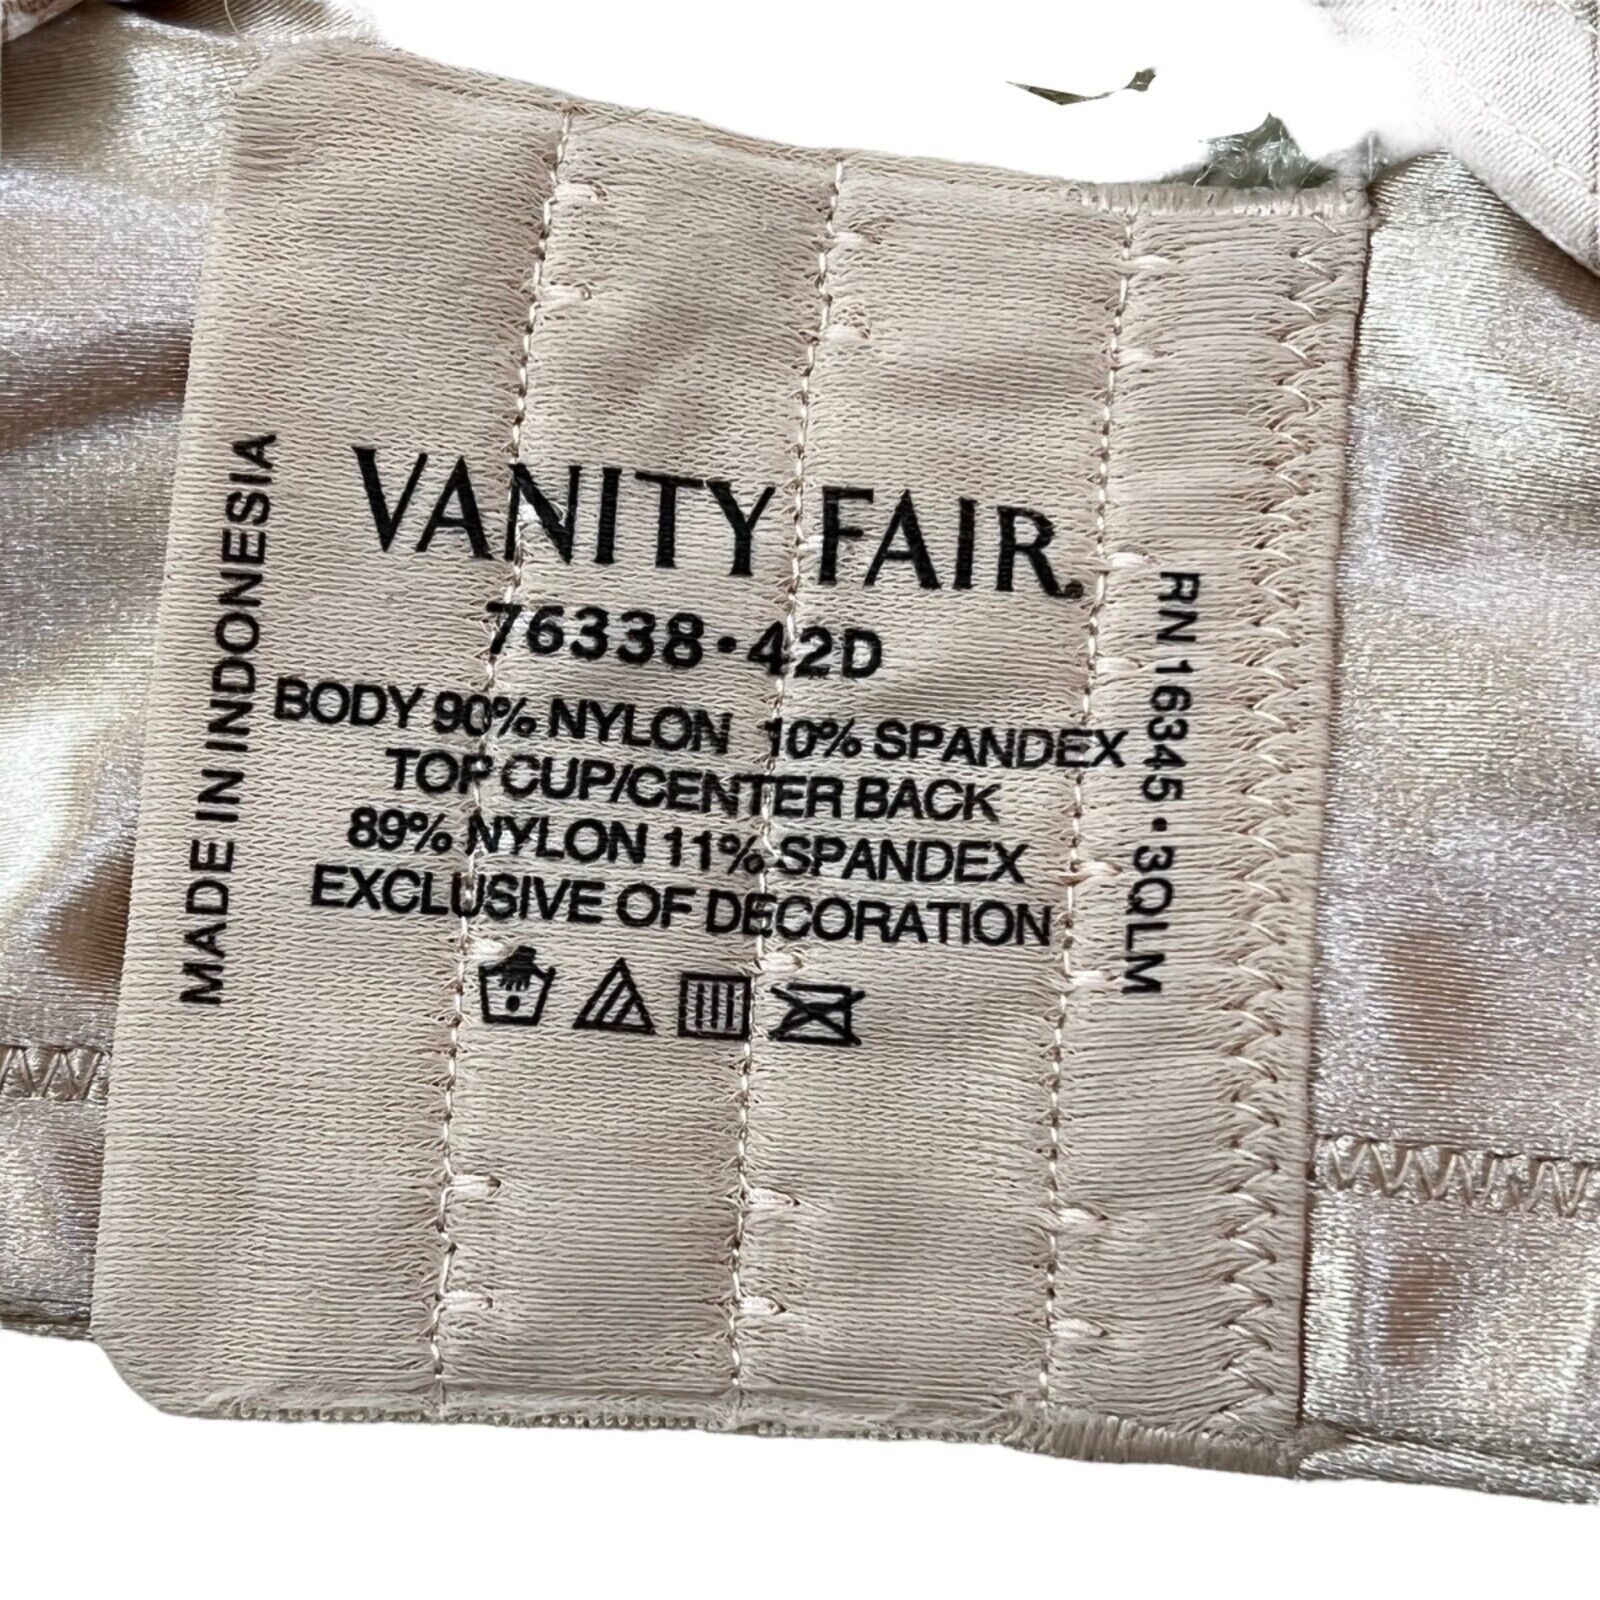 VANITY FAIR®
76338•42D
BODY 90% NYLON 10% SPANDEX
TOP CUP/CENTER BACK
89% NYLON 11% SPANDEX
EXCLUSIVE OF DECORATION
MADE IN INDONESIA
RN 16345•3QLM